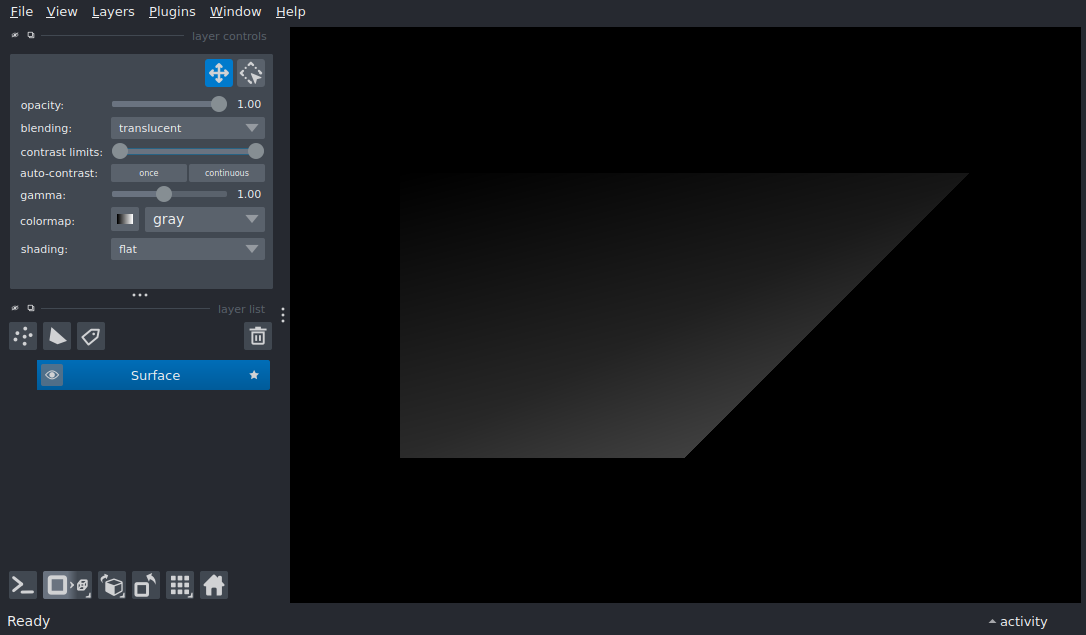 File View Layers Plugins Window Help
layer controls
opacity: 1.00
blending: translucent
contrast limits:
auto-contrast: once continuous
gamma: 1.00
colormap: gray
shading: flat
layer list
Surface
Ready
activity